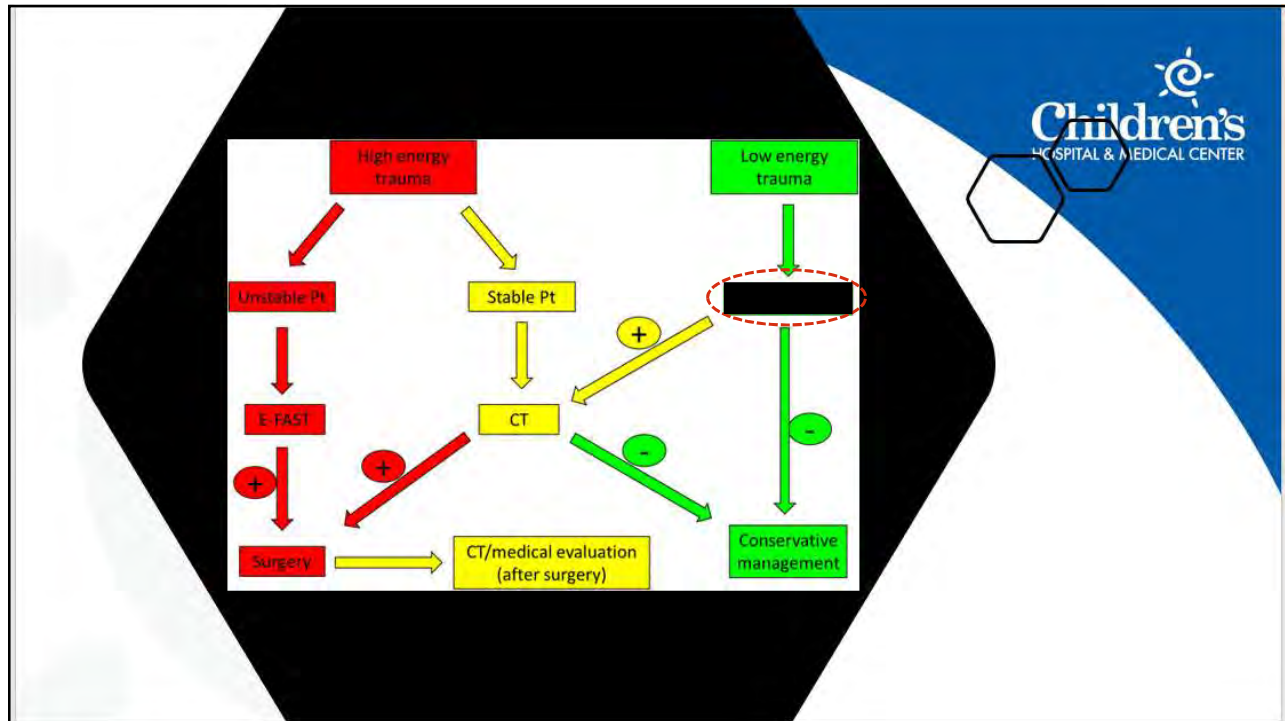 Children's
HOSPITAL & MEDICAL CENTER
High energy
trauma
Low energy
trauma
Unstable Pt
Stable Pt
+
E-FAST
CT
-
-
+
+
Surgery
CT/medical evaluation
(after surgery)
Conservative
management